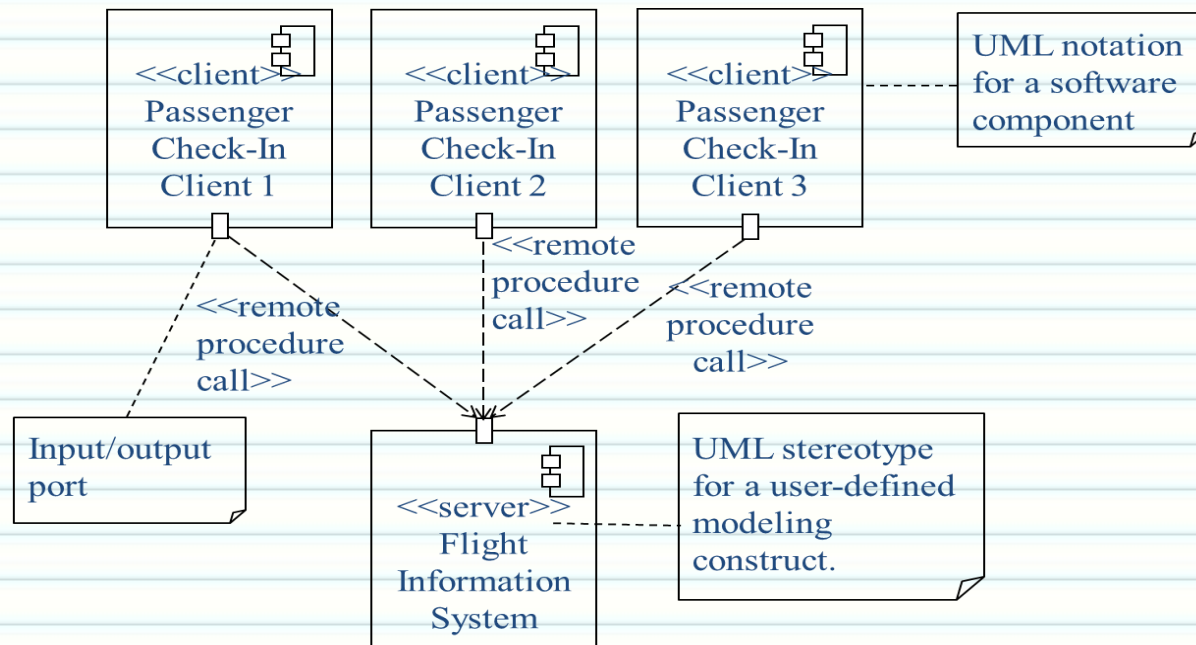 <<client>>
Passenger
Check-In
Client 1
<<client>>
Passenger
Check-In
Client 2
<<client>>
Passenger
Check-In
Client 3
UML notation
for a software
component
<<remote
procedure
call>>
<<remote
procedure
call>>
<<remote
procedure
call>>
Input/output
port
<<server>>
Flight
Information
System
UML stereotype
for a user-defined
modeling
construct.